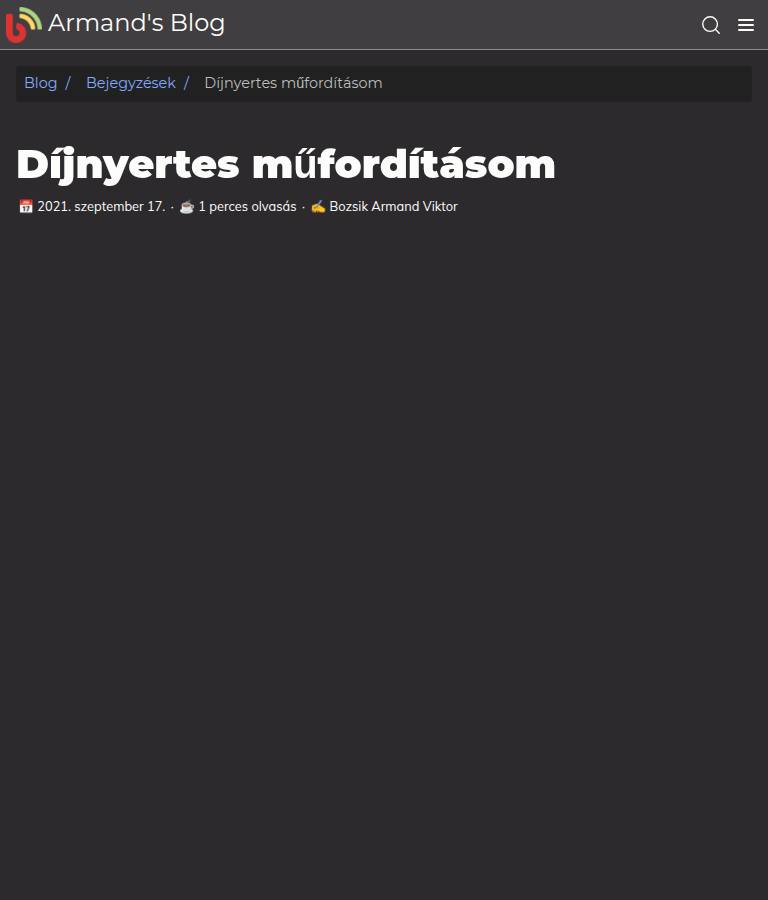 Armand's Blog
Blog / Bejegyzések / Díjnyertes műfordításom
Díjnyertes műfordításom
📅 2021. szeptember 17. · ☕ 1 perces olvasás · ✍️ Bozsik Armand Viktor